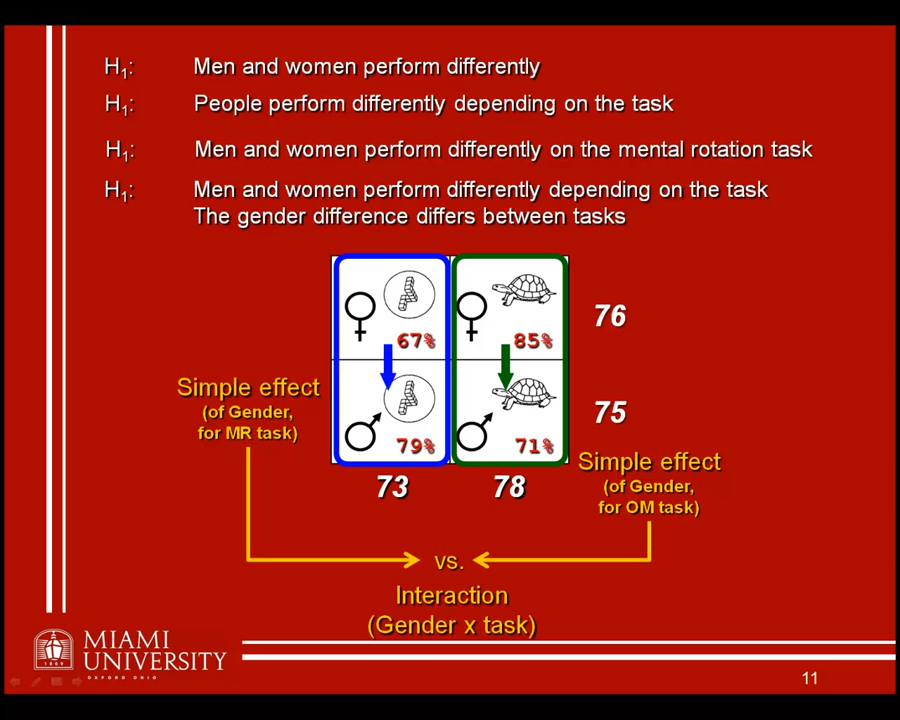 H1: Men and women perform differently
H1: People perform differently depending on the task
H1: Men and women perform differently on the mental rotation task
H1: Men and women perform differently depending on the task
The gender difference differs between tasks
67% 85% 76
79% 71% 75
73 78
Simple effect
(of Gender,
for MR task)
Simple effect
(of Gender,
for OM task)
vs.
Interaction
(Gender x task)
1809
MIAMI
UNIVERSITY
OXFORD OHIO
11